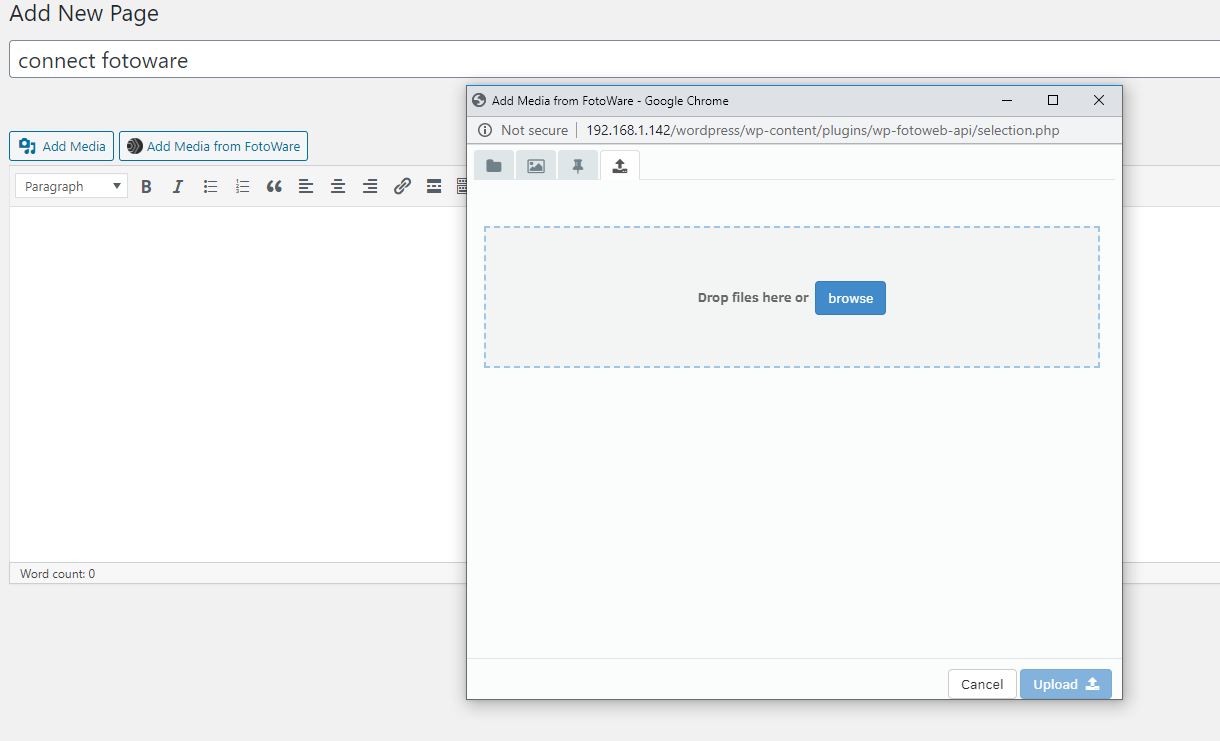 Add New Page
connect fotoware
Add Media
Add Media from FotoWare
Paragraph
B I
Word count: 0
Add Media from FotoWare - Google Chrome
Not secure | 192.168.1.142/wordpress/wp-content/plugins/wp-fotoweb-api/selection.php
Drop files here or browse
Cancel
Upload